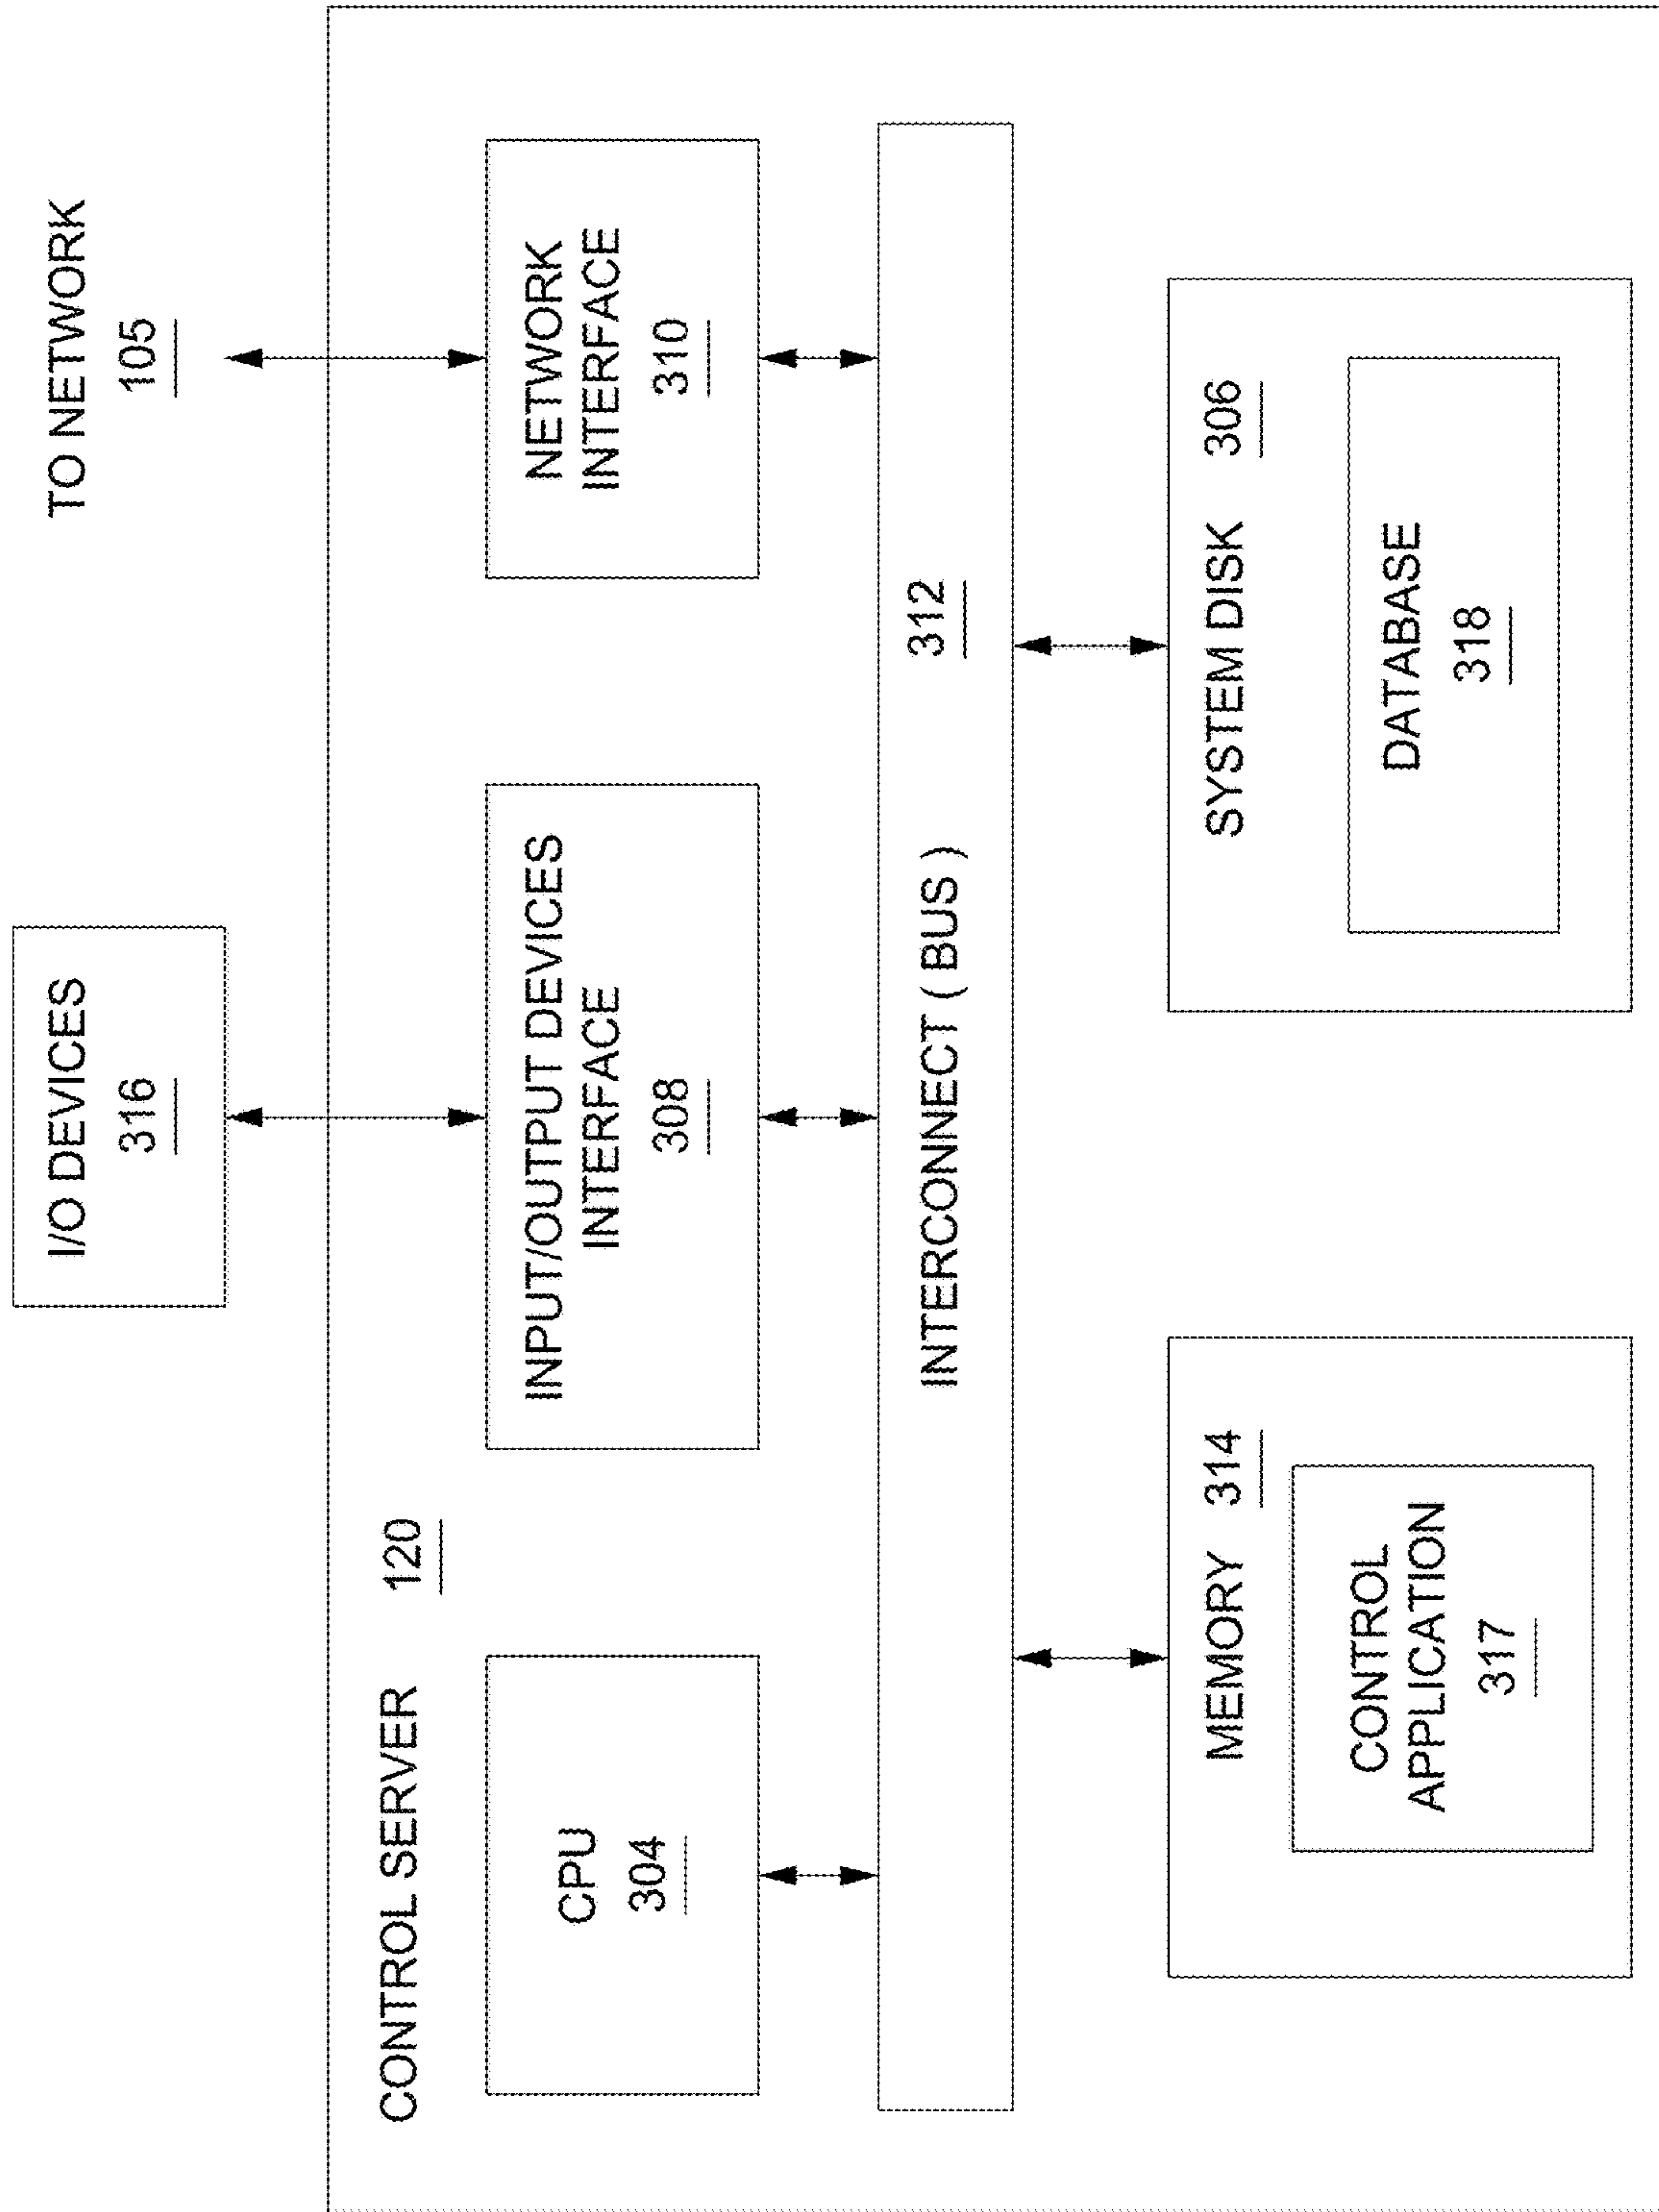 I/O DEVICES
316
TO NETWORK
105
CONTROL SERVER 120
CPU
304
INPUT/OUTPUT DEVICES
INTERFACE
308
NETWORK
INTERFACE
310
INTERCONNECT ( BUS ) 312
MEMORY 314
CONTROL
APPLICATION
317
SYSTEM DISK 306
DATABASE
318